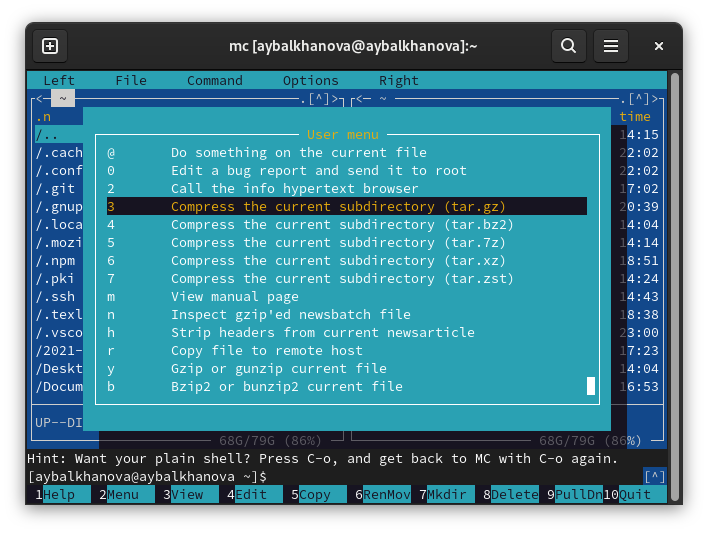 mc [aybalkhanova@aybalkhanova]:~
Left File Command Options Right
<— ~ .[^]> <— ~ .[^]>
.n time
User menu
/.. 14:15
@ Do something on the current file
/.cach 22:02
0 Edit a bug report and send it to root
/.conf 22:02
2 Call the info hypertext browser
/.git 17:02
3 Compress the current subdirectory (tar.gz)
/.gnup 20:39
4 Compress the current subdirectory (tar.bz2)
/.loca 14:04
5 Compress the current subdirectory (tar.7z)
/.mozi 14:14
6 Compress the current subdirectory (tar.xz)
/.npm 18:51
7 Compress the current subdirectory (tar.zst)
/.pki 14:24
m View manual page
/.ssh 14:43
n Inspect gzip'ed newsbatch file
/.texl 18:38
h Strip headers from current newsarticle
/.vsco 23:00
r Copy file to remote host
/2021- 17:23
y Gzip or gunzip current file
/Deskt 14:04
b Bzip2 or bunzip2 current file
/Docum 16:53
UP--DI
68G/79G (86%) 68G/79G (86%)
Hint: Want your plain shell? Press C-o, and get back to MC with C-o again.
[aybalkhanova@aybalkhanova ~]$ [^]
1Help 2Menu 3View 4Edit 5Copy 6RenMov 7Mkdir 8Delete 9PullDn 10Quit